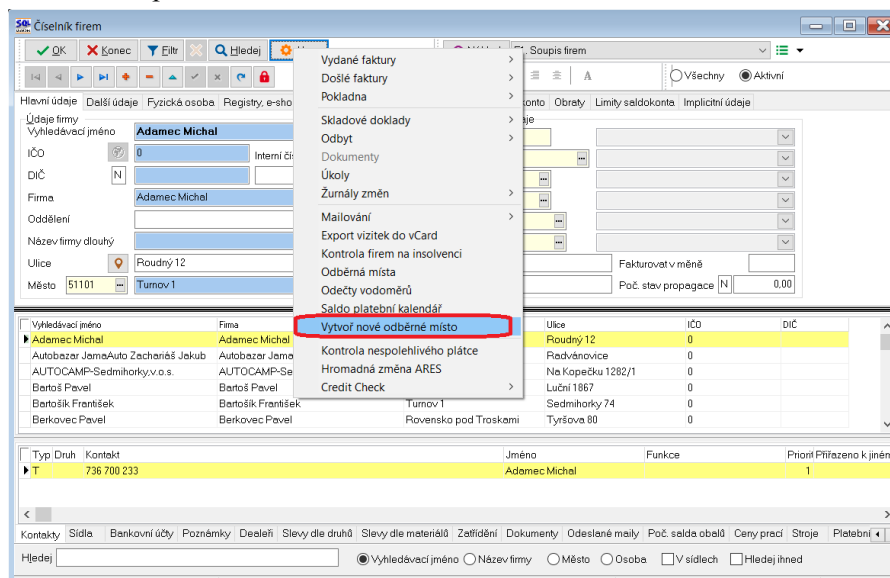 SQL Číselník firem
OK Konec Filtr Hledej F1. Soupis firem
Všechny Aktivní
Hlavní údaje Další údaje Fyzická osoba Registry, e-sho onto Obraty Limity saldokonta Implicitní údaje
Údaje firmy je
Vyhledávací jméno Adamec Michal
IČO 0 Interní čí
DIČ N
Firma Adamec Michal
Oddělení
Název firmy dlouhý
Ulice Roudný 12 Fakturovat v měně
Město 51101 Turnov 1 Poč. stav propagace N 0,00
Vydané faktury
Došlé faktury
Pokladna
Skladové doklady
Odbyt
Dokumenty
Úkoly
Žurnály změn
Mailování
Export vizitek do vCard
Kontrola firem na insolvenci
Odběrná místa
Odečty vodoměrů
Saldo platební kalendář
Vytvoř nové odběrné místo
Kontrola nespolehlivého plátce
Hromadná změna ARES
Credit Check
Vyhledávací jméno Firma Ulice IČO DIČ
Adamec Michal Adamec Michal Roudný 12 0
Autobazar JamaAuto Zachariáš Jakub Autobazar Jama Radvánovice 0
AUTOCAMP-Sedmihorky,v.o.s. AUTOCAMP-Se Na Kopečku 1282/1 0
Bartoš Pavel Bartoš Pavel Luční 1867 0
Bartošík František Bartošík František Turnov 1 Sedmihorky 74 0
Berkovec Pavel Berkovec Pavel Rovensko pod Troskami Tyršova 80 0
Typ Druh Kontakt Jméno Funkce Priorit Přiřazeno k jiném
T 736 700 233 Adamec Michal 1
Kontakty Sídla Bankovní účty Poznámky Dealeři Slevy dle druhů Slevy dle materiálů Zatřídění Dokumenty Odeslané maily Poč. salda obalů Ceny prací Stroje Platebni
Hledej Vyhledávací jméno Název firmy Město Osoba V sídlech Hledej ihned